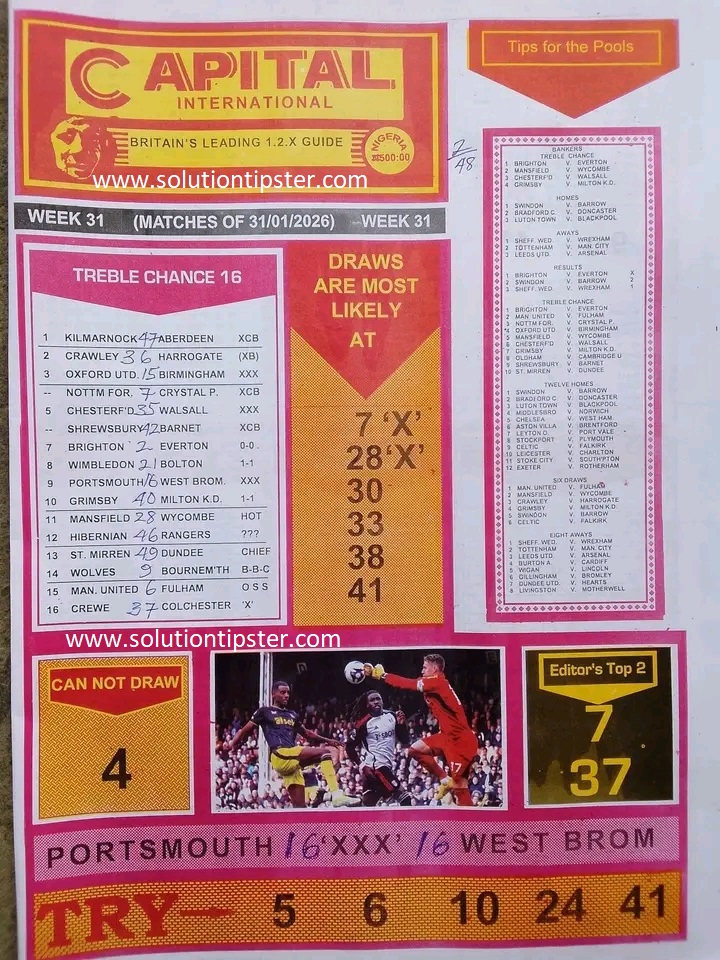 CAPITAL
INTERNATIONAL
BRITAIN'S LEADING 1.2.X GUIDE
NIGERIA
₦500:00
www.solutiontipster.com
WEEK 31 (MATCHES OF 31/01/2026) WEEK 31
TREBLE CHANCE 16
1 KILMARNOCK 47 ABERDEEN XCB
2 CRAWLEY 36 HARROGATE (XB)
3 OXFORD UTD. 15 BIRMINGHAM XXX
-- NOTTM FOR. 7 CRYSTAL P. XCB
5 CHESTERF'D 35 WALSALL XXX
-- SHREWSBURY 42 BARNET XCB
7 BRIGHTON 2 EVERTON 0-0
8 WIMBLEDON 21 BOLTON 1-1
9 PORTSMOUTH 16 WEST BROM. XXX
10 GRIMSBY 40 MILTON K.D. 1-1
11 MANSFIELD 28 WYCOMBE HOT
12 HIBERNIAN 46 RANGERS ???
13 ST. MIRREN 49 DUNDEE CHIEF
14 WOLVES 9 BOURNEM'TH B-B-C
15 MAN. UNITED 6 FULHAM O S S
16 CREWE 37 COLCHESTER 'X'
www.solutiontipster.com
DRAWS
ARE MOST
LIKELY
AT
7 'X'
28 'X'
30
33
38
41
Tips for the Pools
2/48
BANKERS
TREBLE CHANCE
1 BRIGHTON V. EVERTON
2 MANSFIELD V. WYCOMBE
3 CHESTERF'D V. WALSALL
4 GRIMSBY V. MILTON K.D.
HOMES
1 SWINDON V. BARROW
2 BRADFORD C. V. DONCASTER
3 LUTON TOWN V. BLACKPOOL
AWAYS
1 SHEFF. WED. V. WREXHAM
2 TOTTENHAM V. MAN. CITY
3 LEEDS UTD. V. ARSENAL
RESULTS
1 BRIGHTON V. EVERTON X
2 SWINDON V. BARROW 2
3 SHEFF. WED. V. WREXHAM 1
TREBLE CHANCE
1 BRIGHTON V. EVERTON
2 MAN. UNITED V. FULHAM
3 NOTTM FOR. V. CRYSTAL P.
4 OXFORD UTD V. BIRMINGHAM
5 MANSFIELD V. WYCOMBE
6 CHESTERF'D V. WALSALL
7 GRIMSBY V. MILTON K.D.
8 OLDHAM V. CAMBRIDGE U
9 SHREWSBURY V. BARNET
10 ST. MIRREN V. DUNDEE
TWELVE HOMES
1 SWINDON V. BARROW
2 BRADFORD C. V. DONCASTER
3 LUTON TOWN V. BLACKPOOL
4 MIDDLESBRO V. NORWICH
5 CHELSEA V. WEST HAM
6 ASTON VILLA V. BRENTFORD
7 LEYTON O. V. PORT VALE
8 STOCKPORT V. PLYMOUTH
9 CELTIC V. FALKIRK
10 LEICESTER V. CHARLTON
11 STOKE CITY V. SOUTH'PTON
12 EXETER V. ROTHERHAM
SIX DRAWS
1 MAN. UNITED V. FULHAM
2 MANSFIELD V. WYCOMBE
3 CRAWLEY V. HARROGATE
4 GRIMSBY V. MILTON K.D.
5 SWINDON V. BARROW
6 CELTIC V. FALKIRK
EIGHT AWAYS
1 SHEFF. WED. V. WREXHAM
2 TOTTENHAM V. MAN. CITY
3 LEEDS UTD. V. ARSENAL
4 BURTON A. V. CARDIFF
5 WIGAN V. LINCOLN
6 GILLINGHAM V. BROMLEY
7 DUNDEE UTD. V. HEARTS
8 LIVINGSTON V. MOTHERWELL
CAN NOT DRAW
4
17
Editor's Top 2
7
37
PORTSMOUTH 16 'XXX' 16 WEST BROM
TRY 5 6 10 24 41